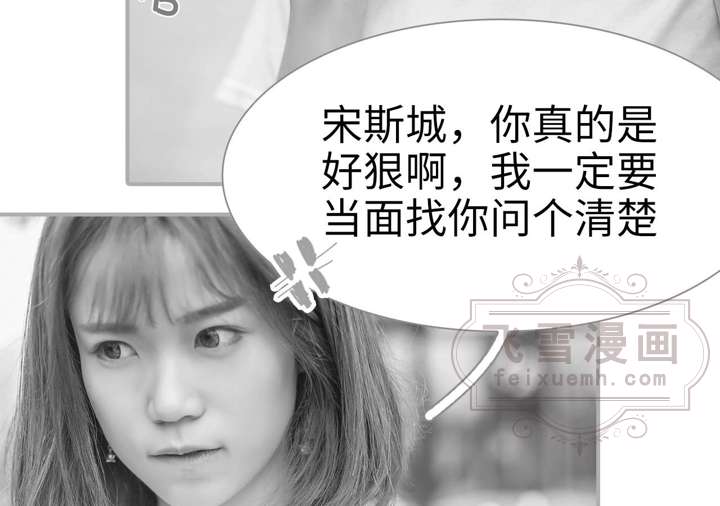 宋斯城，你真的是
好狠啊，我一定要
当面找你问个清楚
飞雪漫画
feixuemh.com